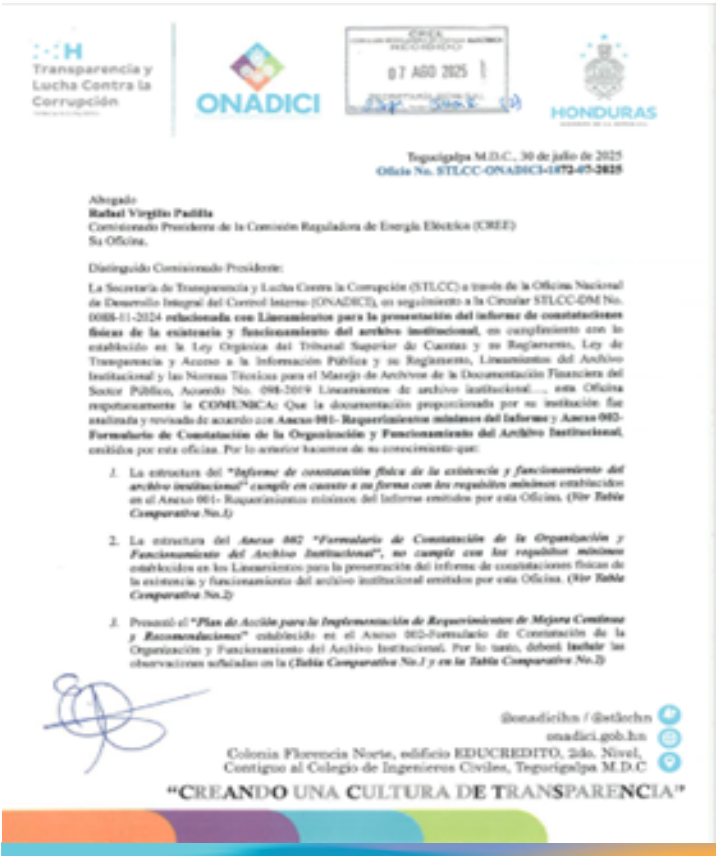 H
Transparencia y
Lucha Contra la
Corrupción
ONADICI
CREE
RECIBIDO
07 AGO 2025
SECRETARÍA GENERAL
HONDURAS
Tegucigalpa M.D.C., 30 de julio de 2025
Oficio No. STLCC-ONADICI-1072-07-2025
Abogado
Rafael Virgilio Padilla
Comisionado Presidente de la Comisión Reguladora de Energía Eléctrica (CREE)
Su Oficina.
Distinguido Comisionado Presidente:
La Secretaría de Transparencia y Lucha Contra la Corrupción (STLCC) a través de la Oficina Nacional
de Desarrollo Integral del Control Interno (ONADICI), en seguimiento a la Circular STLCC-DM No.
0088-11-2024 relacionada con Lineamientos para la presentación del informe de constataciones
físicas de la existencia y funcionamiento del archivo institucional, en cumplimiento con lo
establecido en la Ley Orgánica del Tribunal Superior de Cuentas y su Reglamento, Ley de
Transparencia y Acceso a la Información Pública y su Reglamento, Lineamientos del Archivo
Institucional y las Normas Técnicas para el Manejo de Archivos de la Documentación Financiera del
Sector Público, Acuerdo No. 098-2019 Lineamientos de archivo institucional…, esta Oficina
respetuosamente le COMUNICA: Que la documentación proporcionada por su institución fue
analizada y revisada de acuerdo con Anexo 001- Requerimientos mínimos del Informe y Anexo 002-
Formulario de Constatación de la Organización y Funcionamiento del Archivo Institucional,
emitidos por esta oficina. Por lo anterior hacemos de su conocimiento que:
1. La estructura del "Informe de constatación física de la existencia y funcionamiento del
archivo institucional" cumple en cuanto a su forma con los requisitos mínimos establecidos
en el Anexo 001- Requerimientos mínimos del Informe emitidos por esta Oficina. (Ver Tabla
Comparativa No.1)
2. La estructura del Anexo 002 "Formulario de Constatación de la Organización y
Funcionamiento del Archivo Institucional", no cumple con los requisitos mínimos
establecidos en los Lineamientos para la presentación del informe de constataciones físicas de
la existencia y funcionamiento del archivo institucional emitidos por esta Oficina. (Ver Tabla
Comparativa No.2)
3. Presentó el "Plan de Acción para la Implementación de Requerimientos de Mejora Continua
y Recomendaciones" establecido en el Anexo 002-Formulario de Constatación de la
Organización y Funcionamiento del Archivo Institucional. Por lo tanto, deberá incluir las
observaciones señaladas en la (Tabla Comparativa No.1 y en la Tabla Comparativa No.2)
@onadicihn / @stlcchn
onadici.gob.hn
Colonia Florencia Norte, edificio EDUCREDITO, 2do. Nivel,
Contiguo al Colegio de Ingenieros Civiles, Tegucigalpa M.D.C
"CREANDO UNA CULTURA DE TRANSPARENCIA"